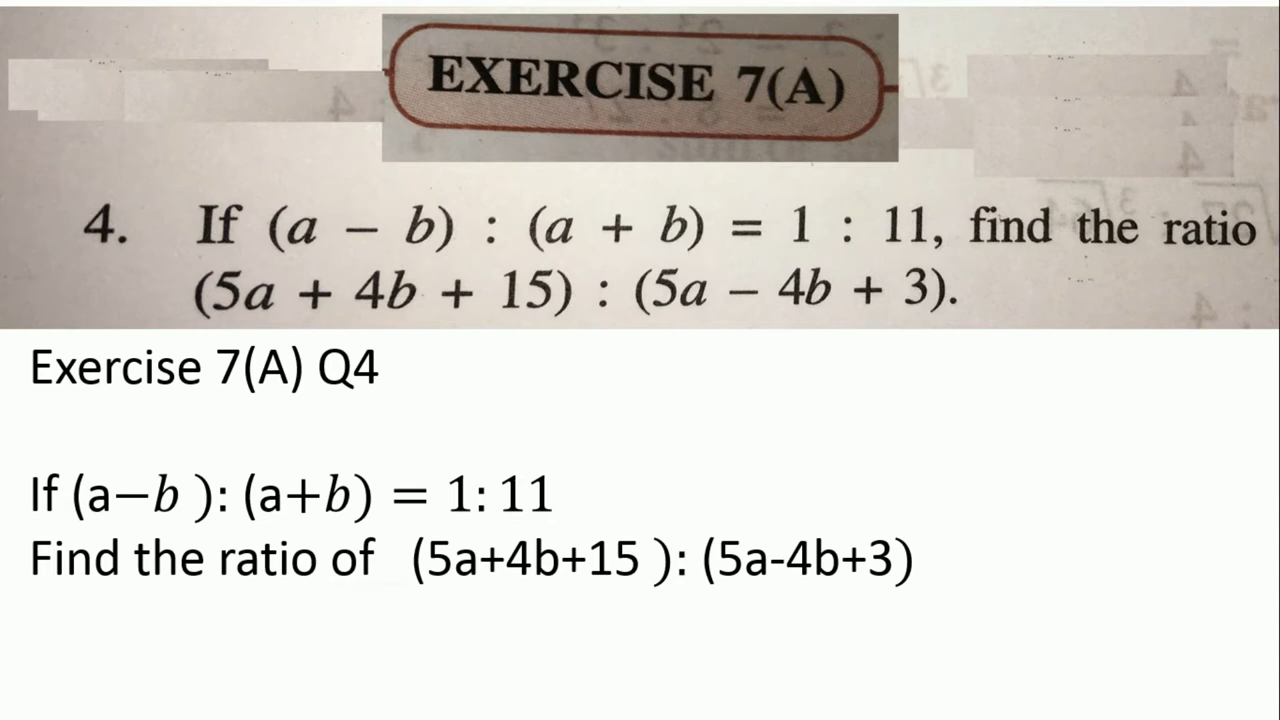 EXERCISE 7(A)
4. If (a − b) : (a + b) = 1 : 11, find the ratio
(5a + 4b + 15) : (5a − 4b + 3).
Exercise 7(A) Q4
If (a−b ): (a+b) = 1: 11
Find the ratio of (5a+4b+15 ): (5a-4b+3)